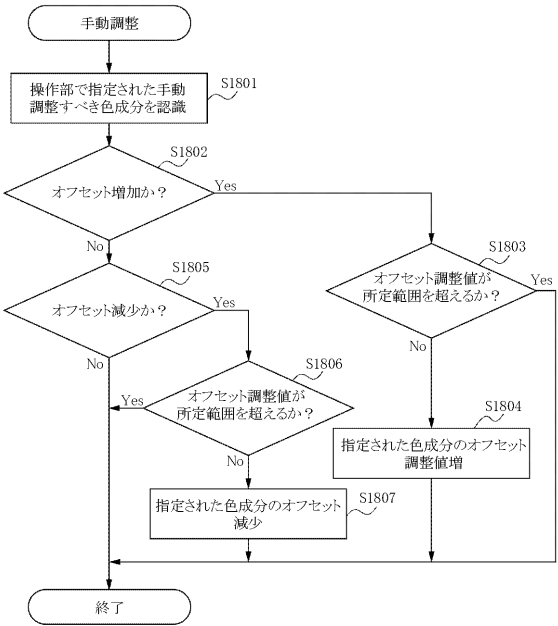 手動調整
操作部で指定された手動
調整すべき色成分を認識
S1801
オフセット増加か？
S1802
Yes
No
オフセット調整値が
所定範囲を超えるか？
S1803
Yes
No
オフセット減少か？
S1805
Yes
No
オフセット調整値が
所定範囲を超えるか？
S1806
Yes
No
指定された色成分のオフセット
調整値増
S1804
指定された色成分のオフセット
減少
S1807
終了